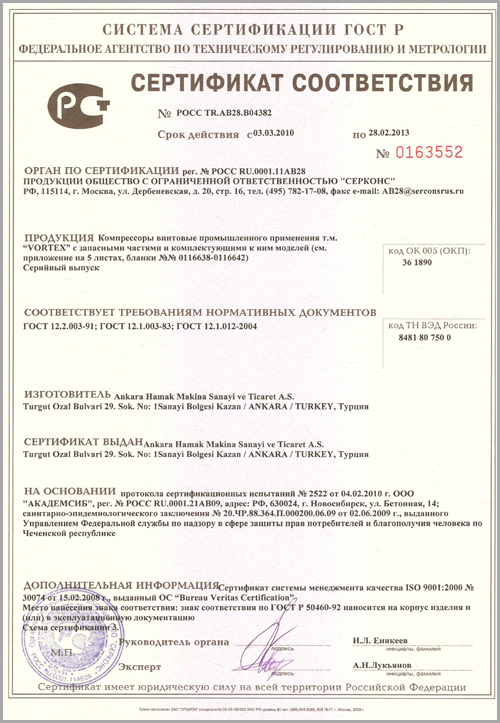 СИСТЕМА СЕРТИФИКАЦИИ ГОСТ Р
ФЕДЕРАЛЬНОЕ АГЕНТСТВО ПО ТЕХНИЧЕСКОМУ РЕГУЛИРОВАНИЮ И МЕТРОЛОГИИ
СЕРТИФИКАТ СООТВЕТСТВИЯ
№ РОСС TR.АВ28.В04382
Срок действия с 03.03.2010 по 28.02.2013
№ 0163552
ОРГАН ПО СЕРТИФИКАЦИИ рег. № РОСС RU.0001.11АВ28
ПРОДУКЦИИ ОБЩЕСТВО С ОГРАНИЧЕННОЙ ОТВЕТСТВЕННОСТЬЮ "СЕРКОНС"
РФ, 115114, г. Москва, ул. Дербеневская, д. 20, стр. 16, тел. (495) 782-17-08, факс e-mail: AB28@serconsrus.ru
ПРОДУКЦИЯ Компрессоры винтовые промышленного применения т.м.
“VORTEX” с запасными частями и комплектующими к ним моделей (см.
приложение на 5 листах, бланки №№ 0116638-0116642)
Серийный выпуск
код ОК 005 (ОКП):
36 1890
СООТВЕТСТВУЕТ ТРЕБОВАНИЯМ НОРМАТИВНЫХ ДОКУМЕНТОВ
ГОСТ 12.2.003-91; ГОСТ 12.1.003-83; ГОСТ 12.1.012-2004
код ТН ВЭД России:
8481 80 750 0
ИЗГОТОВИТЕЛЬ Ankara Hamak Makina Sanayi ve Ticaret A.S.
Turgut Ozal Bulvari 29. Sok. No: 1Sanayi Bolgesi Kazan / ANKARA / TURKEY, Турция
СЕРТИФИКАТ ВЫДАН Ankara Hamak Makina Sanayi ve Ticaret A.S.
Turgut Ozal Bulvari 29. Sok. No: 1Sanayi Bolgesi Kazan / ANKARA / TURKEY, Турция
НА ОСНОВАНИИ протокола сертификационных испытаний № 2522 от 04.02.2010 г. ООО
"АКАДЕМСИБ", рег. № РОСС RU.0001.21АВ09, адрес: РФ, 630024, г. Новосибирск, ул. Бетонная, 14;
санитарно-эпидемиологического заключения № 20.ЧР.88.364.П.000200.06.09 от 02.06.2009 г., выданного
Управлением Федеральной службы по надзору в сфере защиты прав потребителей и благополучия человека по
Чеченской республике
ДОПОЛНИТЕЛЬНАЯ ИНФОРМАЦИЯ Сертификат системы менеджмента качества ISO 9001:2000 №
30074 от 15.02.2008 г., выданный ОС “Bureau Veritas Certification”
Место нанесения знака соответствия: знак соответствия по ГОСТ Р 50460-92 наносится на корпус изделия и
(или) в эксплуатационную документацию
Схема сертификации 3.
Руководитель органа
подпись
И.Л. Еникеев
инициалы, фамилия
М.П.
Эксперт
подпись
А.Н.Лукьянов
инициалы, фамилия
Сертификат имеет юридическую силу на всей территории Российской Федерации